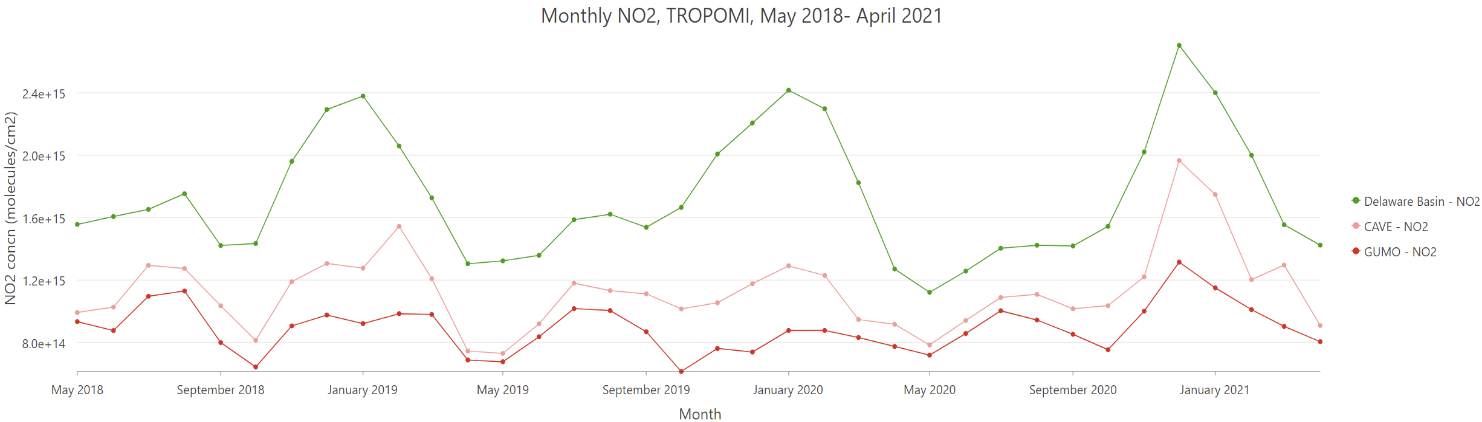 Monthly NO2, TROPOMI, May 2018- April 2021
NO2 concn (molecules/cm2)
2.4e+15
2.0e+15
1.6e+15
1.2e+15
8.0e+14
May 2018 September 2018 January 2019 May 2019 September 2019 January 2020 May 2020 September 2020 January 2021
Month
Delaware Basin - NO2
CAVE - NO2
GUMO - NO2